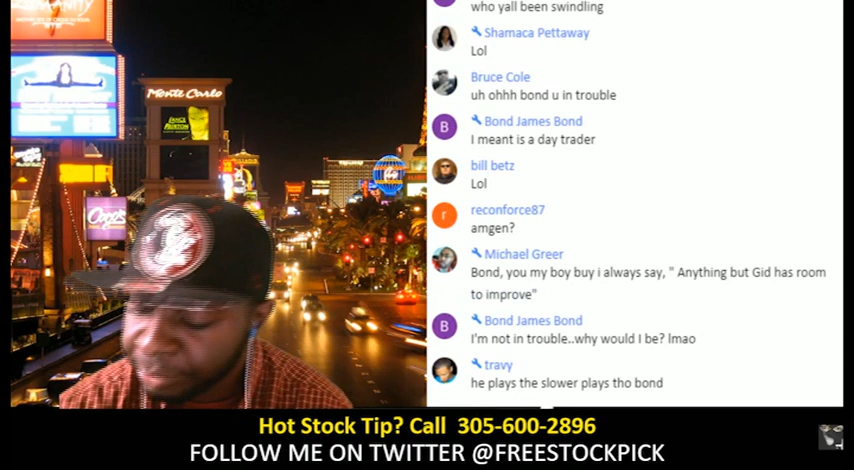 HUMANITY
Monte Carlo
LANCE
BURTON
who yall been swindling
Shamaca Pettaway
Lol
Bruce Cole
uh ohhh bond u in trouble
B
Bond James Bond
I meant is a day trader
bill betz
Lol
r
reconforce87
amgen?
Michael Greer
Bond, you my boy buy i always say, " Anything but Gid has room
to improve"
B
Bond James Bond
I'm not in trouble..why would I be? lmao
travy
he plays the slower plays tho bond
Hot Stock Tip? Call 305-600-2896
FOLLOW ME ON TWITTER @FREESTOCKPICK